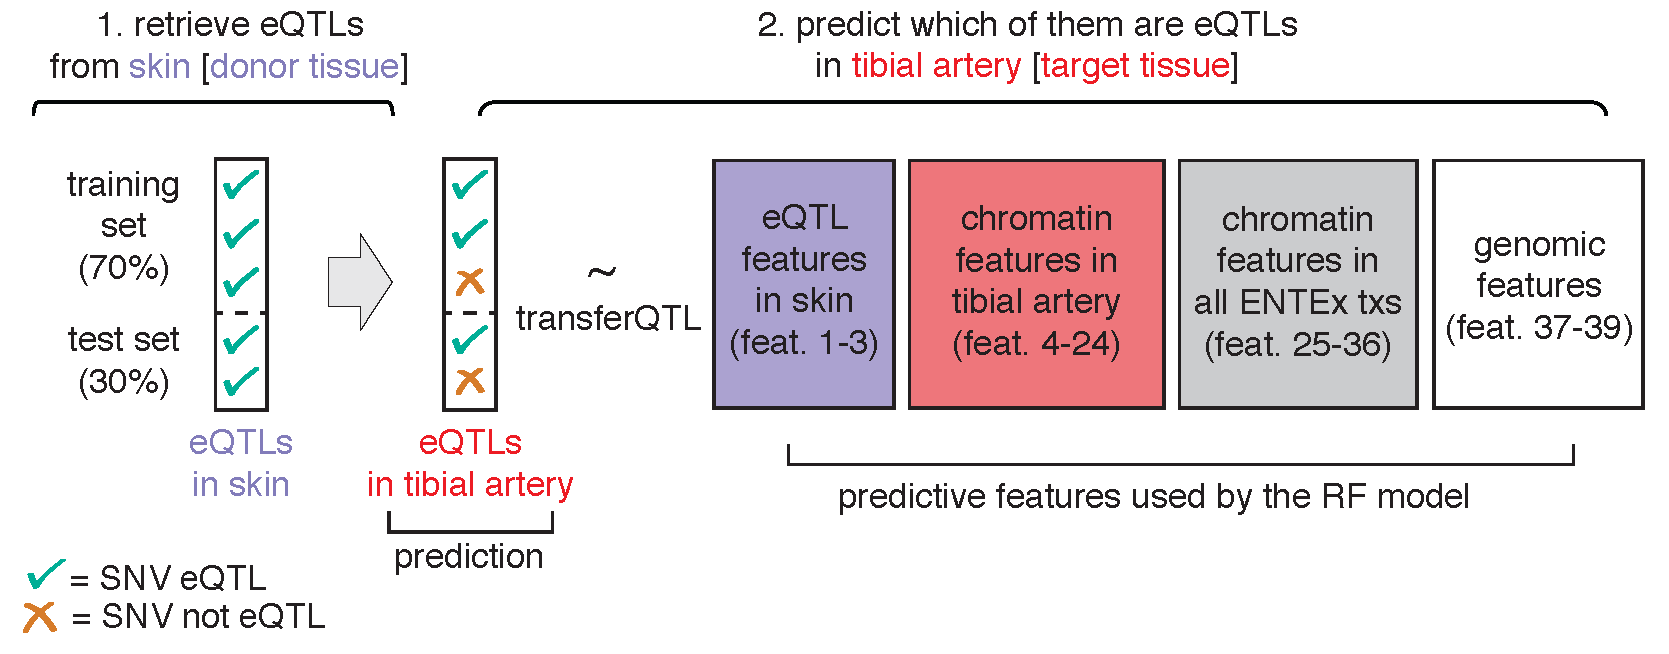 1. retrieve eQTLs
from skin [donor tissue]
2. predict which of them are eQTLs
in tibial artery [target tissue]
training
set
(70%)
test set
(30%)
eQTLs
in skin
eQTLs
in tibial artery
prediction
~
transferQTL
eQTL
features
in skin
(feat. 1-3)
chromatin
features in
tibial artery
(feat. 4-24)
chromatin
features in
all ENTEx txs
(feat. 25-36)
genomic
features
(feat. 37-39)
predictive features used by the RF model
= SNV eQTL
= SNV not eQTL